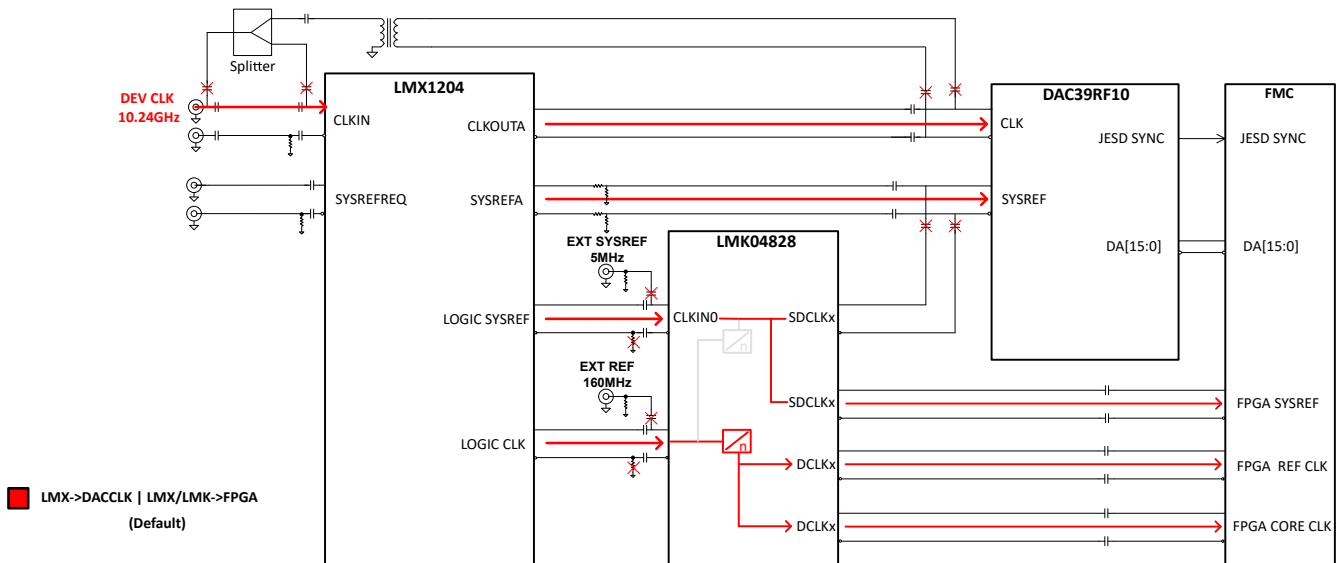 Splitter
DEV CLK
10.24GHz
LMX1204
CLKIN
CLKOUTA
SYSREFREQ
SYSREFA
LOGIC SYSREF
LOGIC CLK
EXT SYSREF
5MHz
EXT REF
160MHz
LMK04828
CLKIN0
SDCLKx
n
SDCLKx
n
DCLKx
DCLKx
DAC39RF10
CLK
JESD SYNC
SYSREF
DA[15:0]
FMC
JESD SYNC
DA[15:0]
FPGA SYSREF
FPGA REF CLK
FPGA CORE CLK
LMX->DACCLK | LMX/LMK->FPGA
(Default)